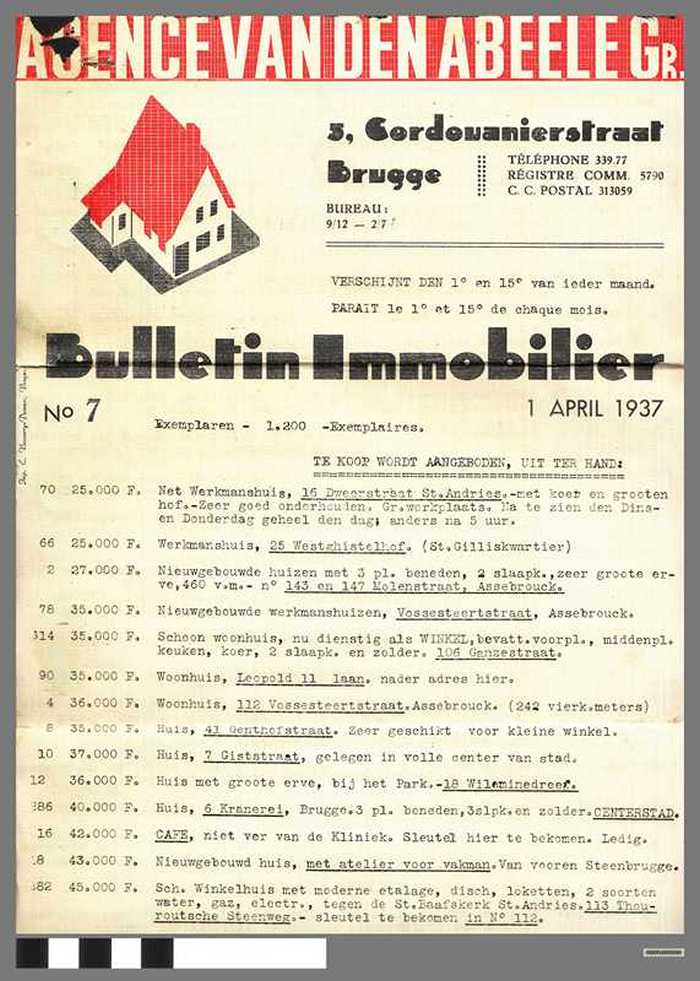 AGENCE VAN DEN ABEELE GR.
5, Cordouanierstraat
Brugge
TÉLÉPHONE 339.77
RÉGISTRE COMM. 5790
C. C. POSTAL 313059
BUREAU:
9/12 — 2/7
VERSCHIJNT DEN 1° en 15° van ieder maand.
PARAIT le 1° et 15° de chaque mois.
Bulletin Immobilier
No 7
1 APRIL 1937
Exemplaren - 1.200 -Exemplaires.
TE KOOP WORDT AANGEBODEN, UIT TER HAND:
70 25.000 F. Net Werkmanshuis, 16 Dweerstraat St.Andries.-met koer en grooten
hof.-Zeer goed onderhouden. Gr.werkplaats. Na te zien den Dins-
en Donderdag geheel den dag; anders na 5 uur.
66 25.000 F. Werkmanshuis, 25 Westghistelhof. (St.Gilliskwartier)
2 27.000 F. Nieuwgebouwde huizen met 3 pl. beneden, 2 slaapk.,zeer groote er-
ve,460 v.m.- n° 143 en 147 Molenstraat, Assebrouck.
78 35.000 F. Nieuwgebouwde werkmanshuizen, Vossesteertstraat, Assebrouck.
314 35.000 F. Schoon woonhuis, nu dienstig als WINKEL,bevatt.voorpl., middenpl.
keuken, koer, 2 slaapk. en zolder. 106 Ganzestraat.
90 35.000 F. Woonhuis, Leopold 11 laan. nader adres hier.
4 36.000 F. Woonhuis, 112 Vossesteertstraat.Assebrouck. (242 vierk.meters)
8 35.000 F. Huis, 41 Genthofstraat. Zeer geschikt voor kleine winkel.
10 37.000 F. Huis, 7 Giststraat, gelegen in volle center van stad.
12 36.000 F. Huis met groote erve, bij het Park.-18 Wileminedreef.
386 40.000 F. Huis, 6 Kranerei, Brugge.3 pl. beneden,3slpk.en zolder.CENTERSTAD.
16 42.000 F. CAFE, niet ver van de Kliniek. Sleutel hier te bekomen. Ledig.
18 43.000 F. Nieuwgebouwd huis, met atelier voor vakman.Van vooren Steenbrugge.
382 45.000 F. Sch. Winkelhuis met moderne etalage, disch, loketten, 2 soorten
water, gaz, electr., tegen de St.Baafskerk St.Andries.113 Thou-
routsche Steenweg.- sleutel te bekomen in N° 112.